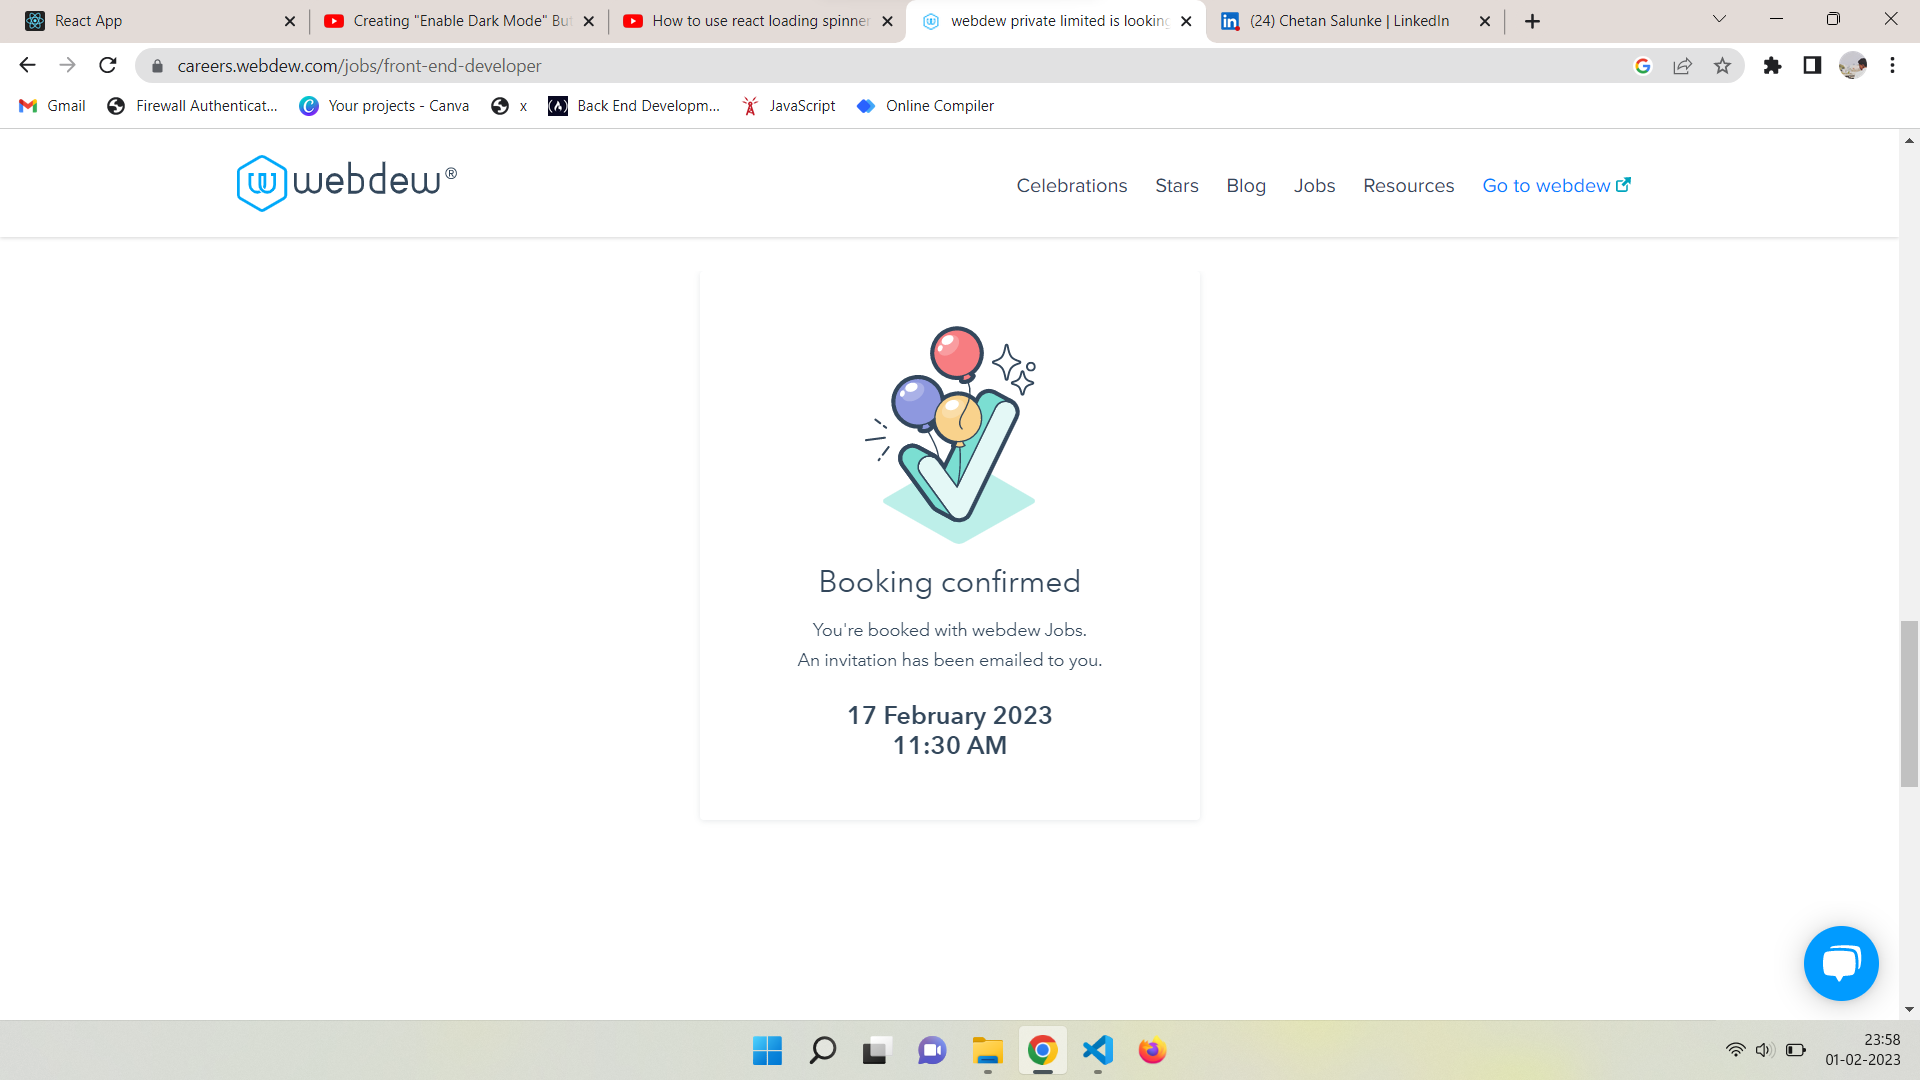 React App
Creating "Enable Dark Mode" But
How to use react loading spinner
webdew private limited is looking
(24) Chetan Salunke | LinkedIn
careers.webdew.com/jobs/front-end-developer
Gmail
Firewall Authenticat...
Your projects - Canva
x
Back End Developm...
JavaScript
Online Compiler
webdew®
Celebrations
Stars
Blog
Jobs
Resources
Go to webdew
Booking confirmed
You're booked with webdew Jobs.
An invitation has been emailed to you.
17 February 2023
11:30 AM
23:58
01-02-2023